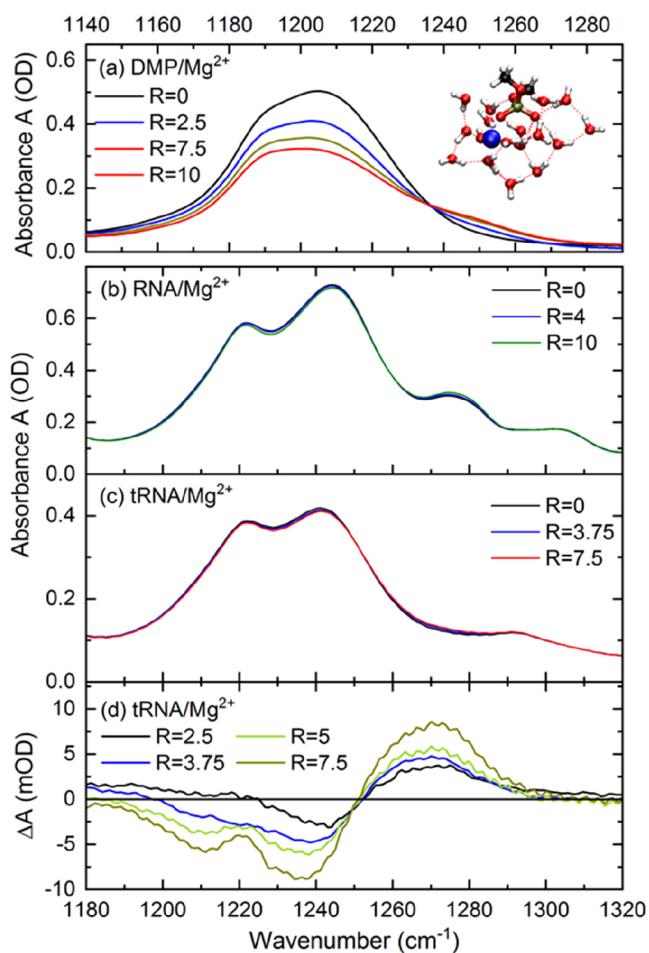 1140 1160 1180 1200 1220 1240 1260 1280
(a) DMP/Mg²⁺
R=0
R=2.5
R=7.5
R=10
0.6
0.4
0.2
0.0
Absorbance A (OD)
(b) RNA/Mg²⁺
R=0
R=4
R=10
0.6
0.4
0.2
0.0
Absorbance A (OD)
(c) tRNA/Mg²⁺
R=0
R=3.75
R=7.5
0.4
0.2
0.0
(d) tRNA/Mg²⁺
R=2.5
R=5
R=3.75
R=7.5
10
5
0
-5
-10
ΔA (mOD)
1180 1200 1220 1240 1260 1280 1300 1320
Wavenumber (cm⁻¹)